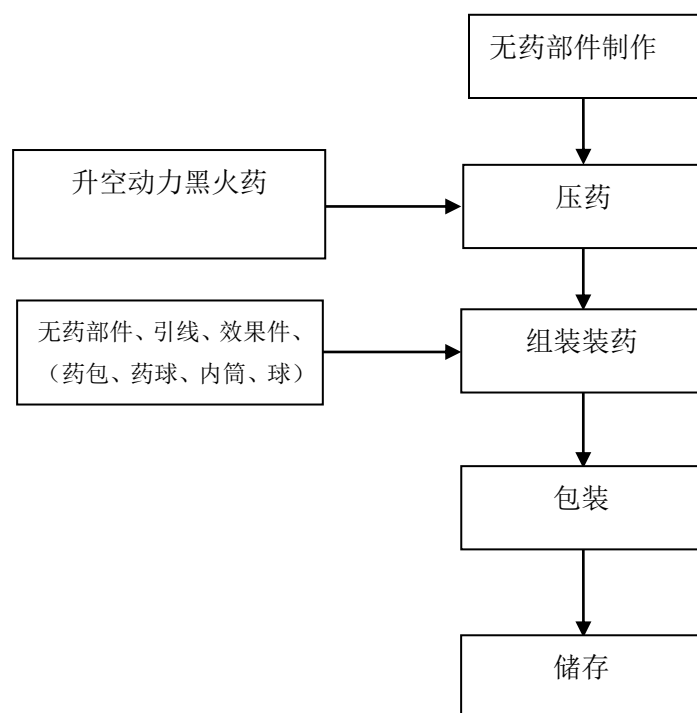 无药部件制作
升空动力黑火药
压药
无药部件、引线、效果件、
（药包、药球、内筒、球）
组装装药
包装
储存